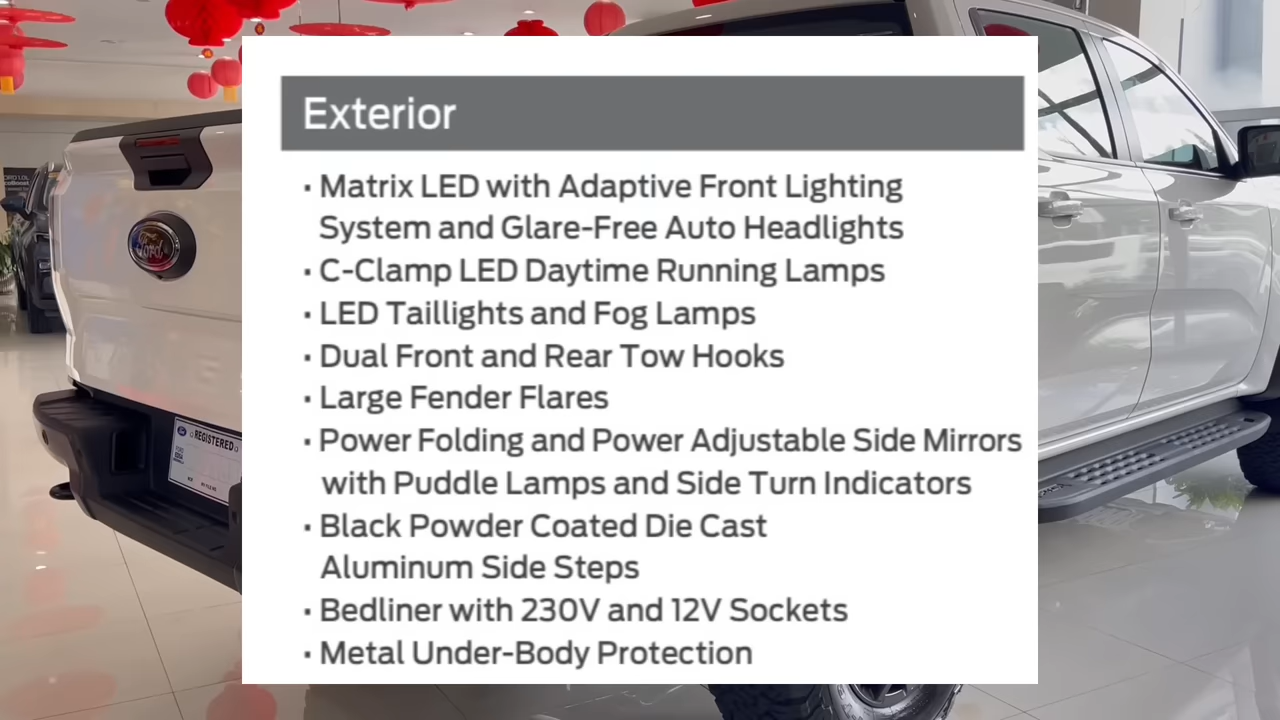 Exterior
· Matrix LED with Adaptive Front Lighting
System and Glare-Free Auto Headlights
· C-Clamp LED Daytime Running Lamps
· LED Taillights and Fog Lamps
· Dual Front and Rear Tow Hooks
· Large Fender Flares
· Power Folding and Power Adjustable Side Mirrors
with Puddle Lamps and Side Turn Indicators
· Black Powder Coated Die Cast
Aluminum Side Steps
· Bedliner with 230V and 12V Sockets
· Metal Under-Body Protection
Ford
REGISTERED